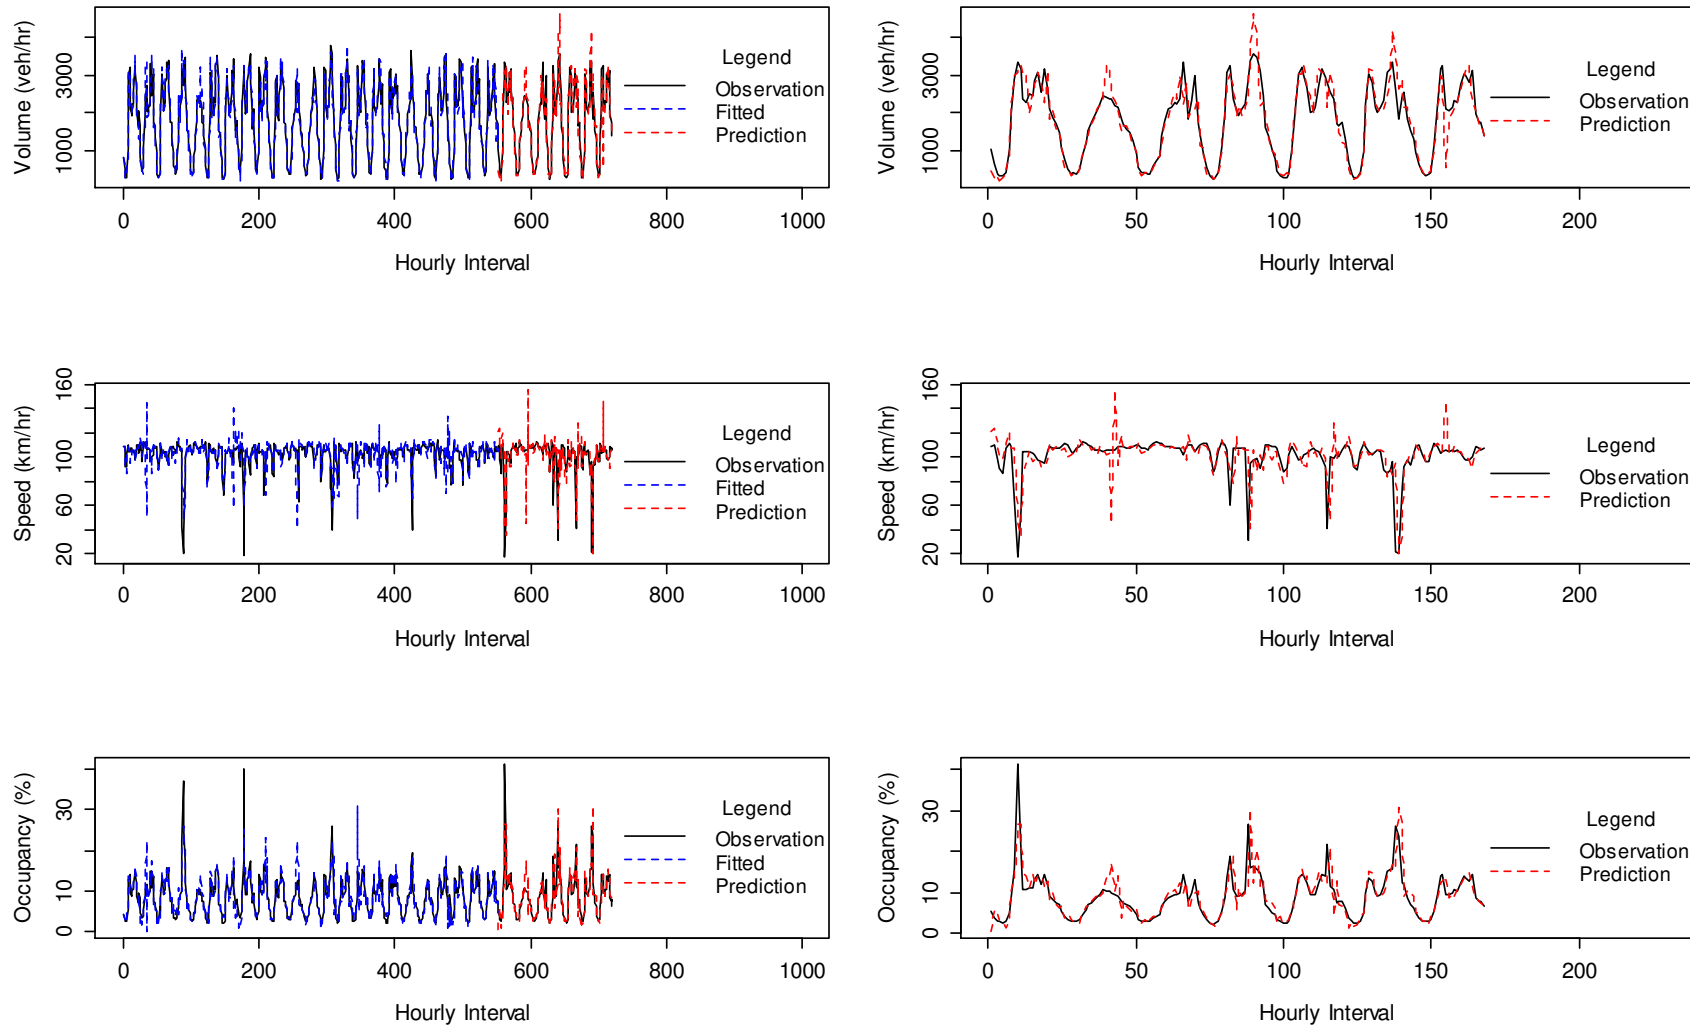 Volume (veh/hr)
1000
3000
0
200
400
600
800
1000
Hourly Interval
Legend
Observation
Fitted
Prediction
Volume (veh/hr)
1000
3000
0
50
100
150
200
Hourly Interval
Legend
Observation
Prediction
Speed (km/hr)
20
60
100
160
0
200
400
600
800
1000
Hourly Interval
Legend
Observation
Fitted
Prediction
Speed (km/hr)
20
60
100
160
0
50
100
150
200
Hourly Interval
Legend
Observation
Prediction
Occupancy (%)
0
10
30
0
200
400
600
800
1000
Hourly Interval
Legend
Observation
Fitted
Prediction
Occupancy (%)
0
10
30
0
50
100
150
200
Hourly Interval
Legend
Observation
Prediction